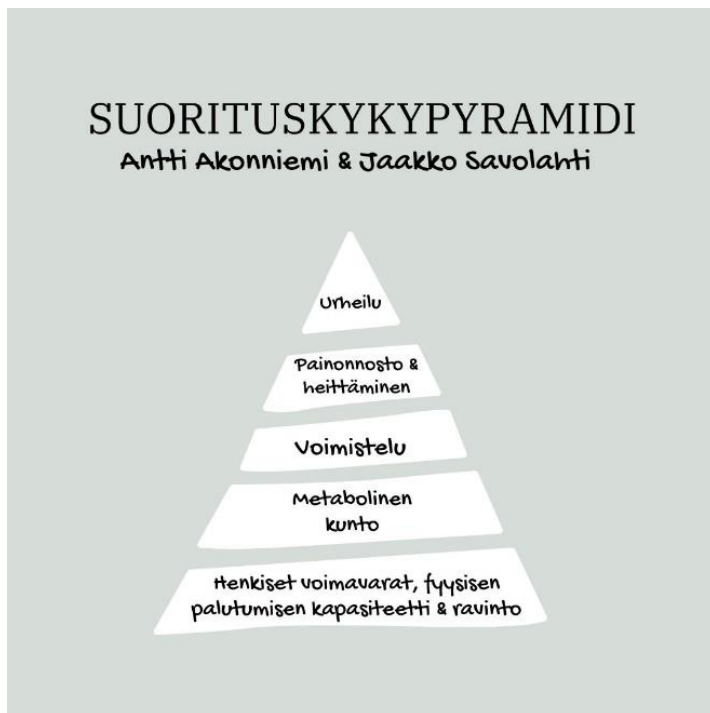 SUORITUSKYKYPYRAMIDI
Antti Akonniemi & Jaakko Savolahti
Urheilu
Painonnosto &
heittäminen
Voimistelu
Metabolinen
kunto
Henkiset voimavarat, fyysisen
palutumisen kapasiteetti & ravinto